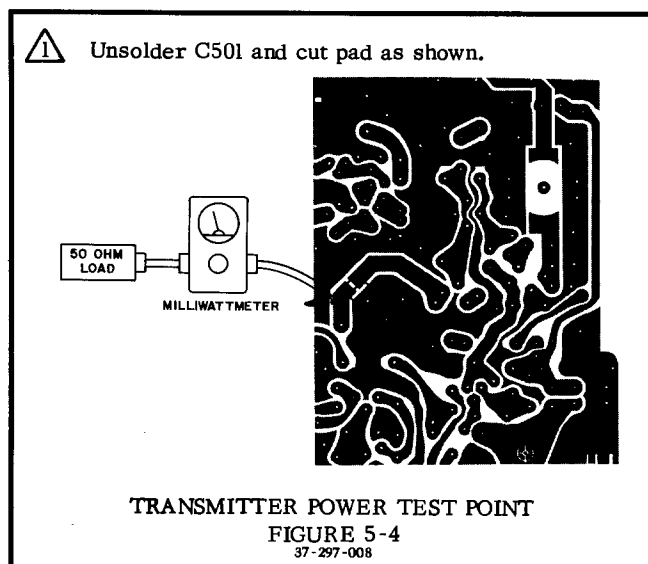 1 Unsolder C501 and cut pad as shown.
50 OHM
LOAD
MILLIWATTMETER
TRANSMITTER POWER TEST POINT
FIGURE 5-4
37-297-008